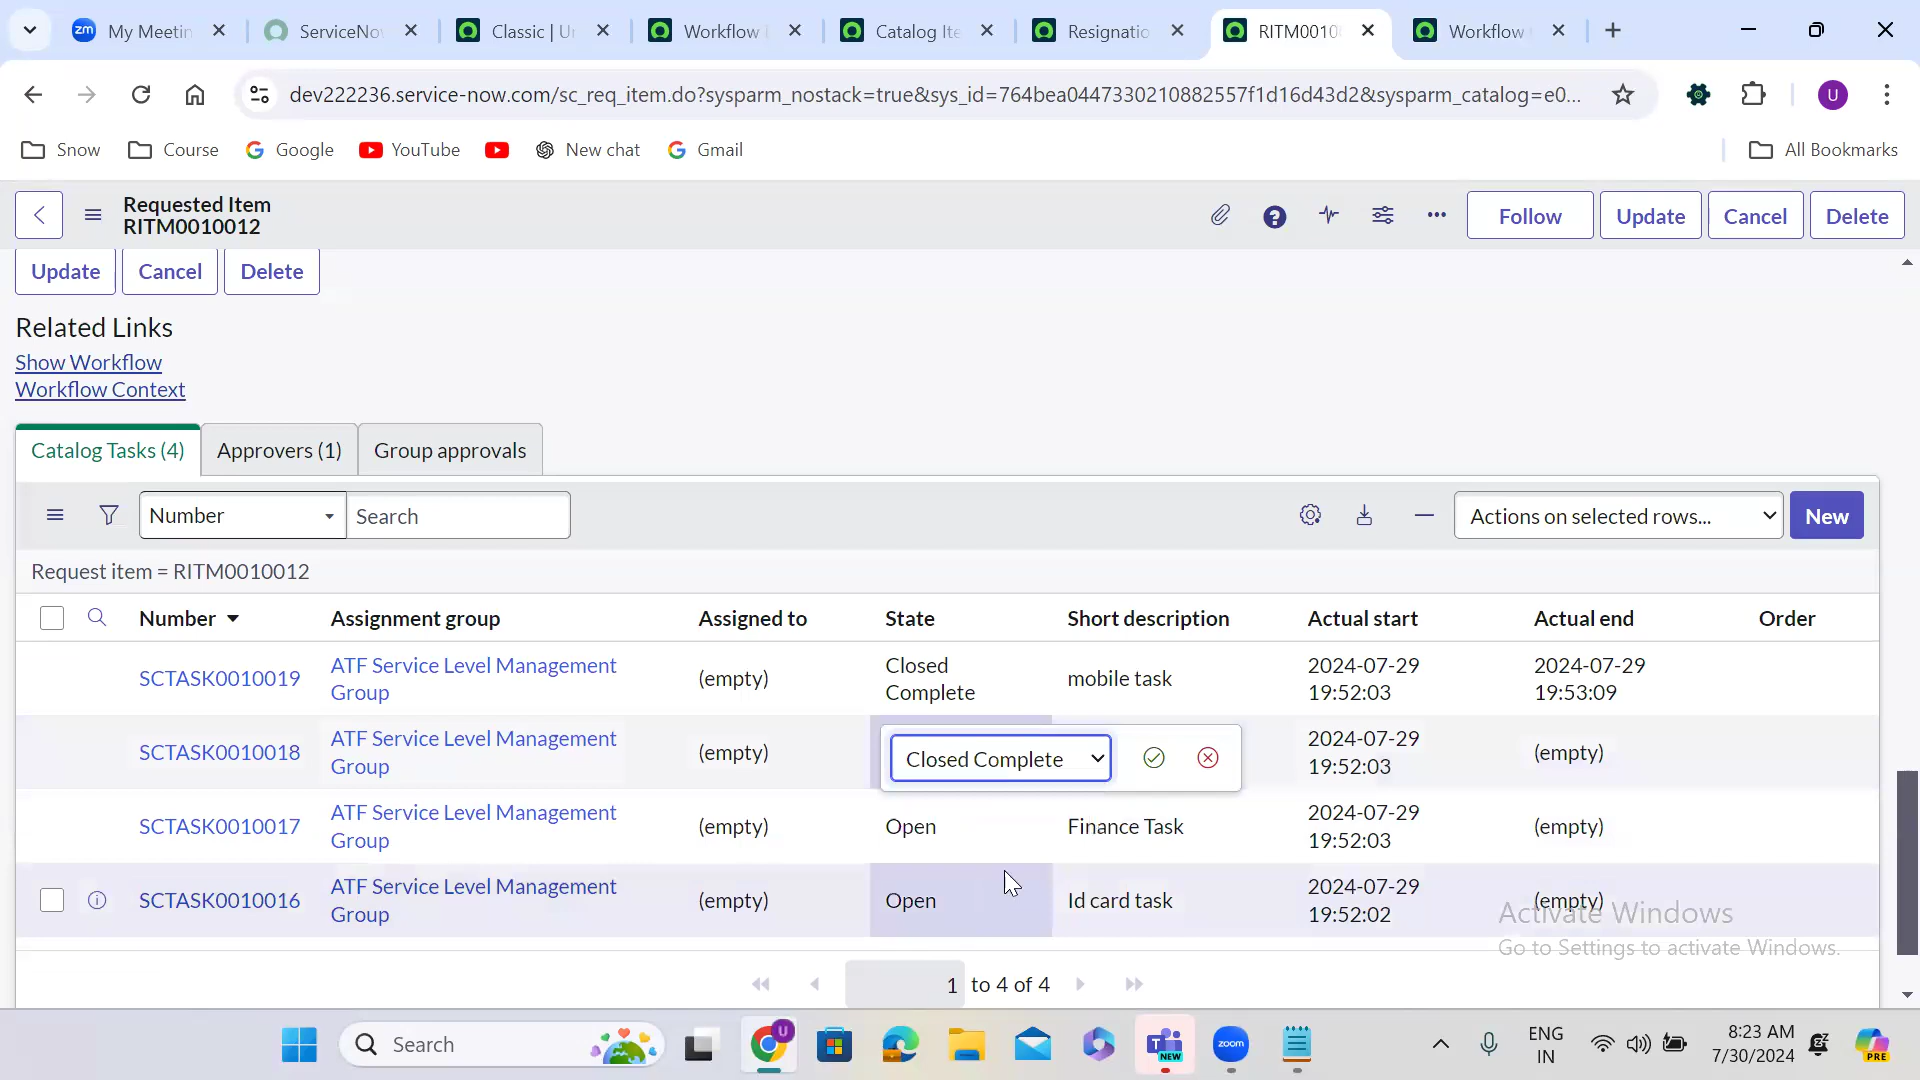 zm My Meetin
ServiceNov
Classic | Un
Workflow
Catalog Ite
Resignatio
RITM0010
Workflow
dev222236.service-now.com/sc_req_item.do?sysparm_nostack=true&sys_id=764bea0447330210882557f1d16d43d2&sysparm_catalog=e0...
U
Snow
Course
Google
YouTube
New chat
Gmail
All Bookmarks
Requested Item
RITM0010012
Follow
Update
Cancel
Delete
Update
Cancel
Delete
Related Links
Show Workflow
Workflow Context
Catalog Tasks (4)
Approvers (1)
Group approvals
Number
Search
Actions on selected rows...
New
Request item = RITM0010012
Number Assignment group Assigned to State Short description Actual start Actual end Order
SCTASK0010019 ATF Service Level Management Group (empty) Closed Complete mobile task 2024-07-29 19:52:03 2024-07-29 19:53:09
SCTASK0010018 ATF Service Level Management Group (empty) Closed Complete 2024-07-29 19:52:03 (empty)
SCTASK0010017 ATF Service Level Management Group (empty) Open Finance Task 2024-07-29 19:52:03 (empty)
SCTASK0010016 ATF Service Level Management Group (empty) Open Id card task 2024-07-29 19:52:02 (empty)
Activate Windows
Go to Settings to activate Windows.
1 to 4 of 4
Search
U
NEW
zoom
ENG
IN
8:23 AM
7/30/2024
PRE